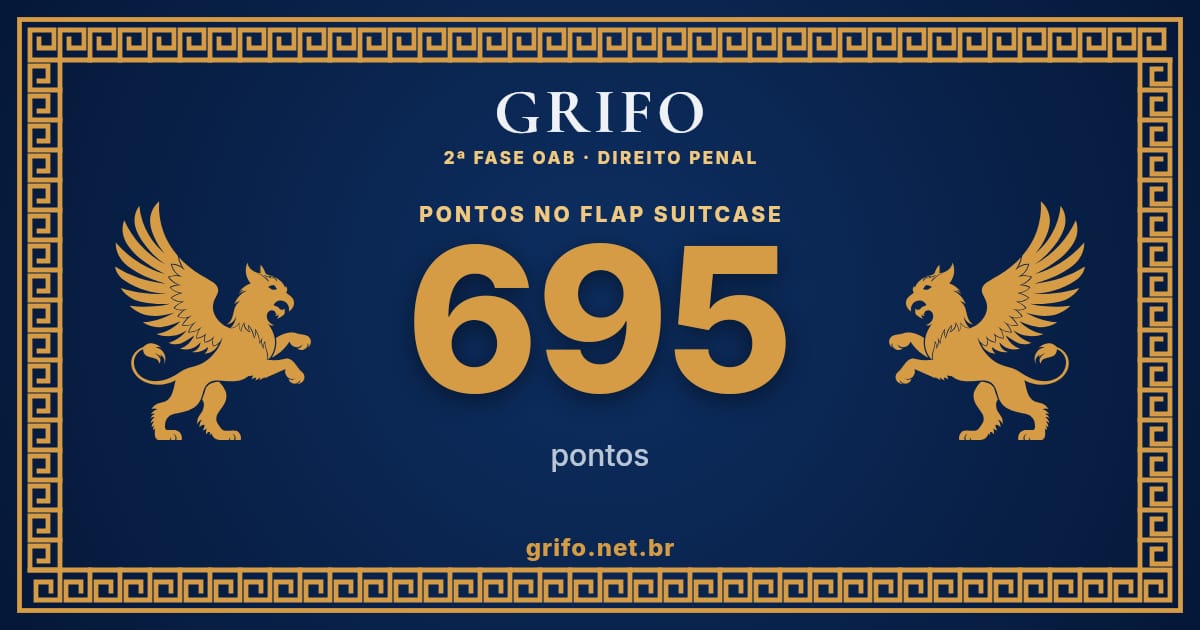 GRIFO
2ª FASE OAB · DIREITO PENAL
PONTOS NO FLAP SUITCASE
695
pontos
grifo.net.br